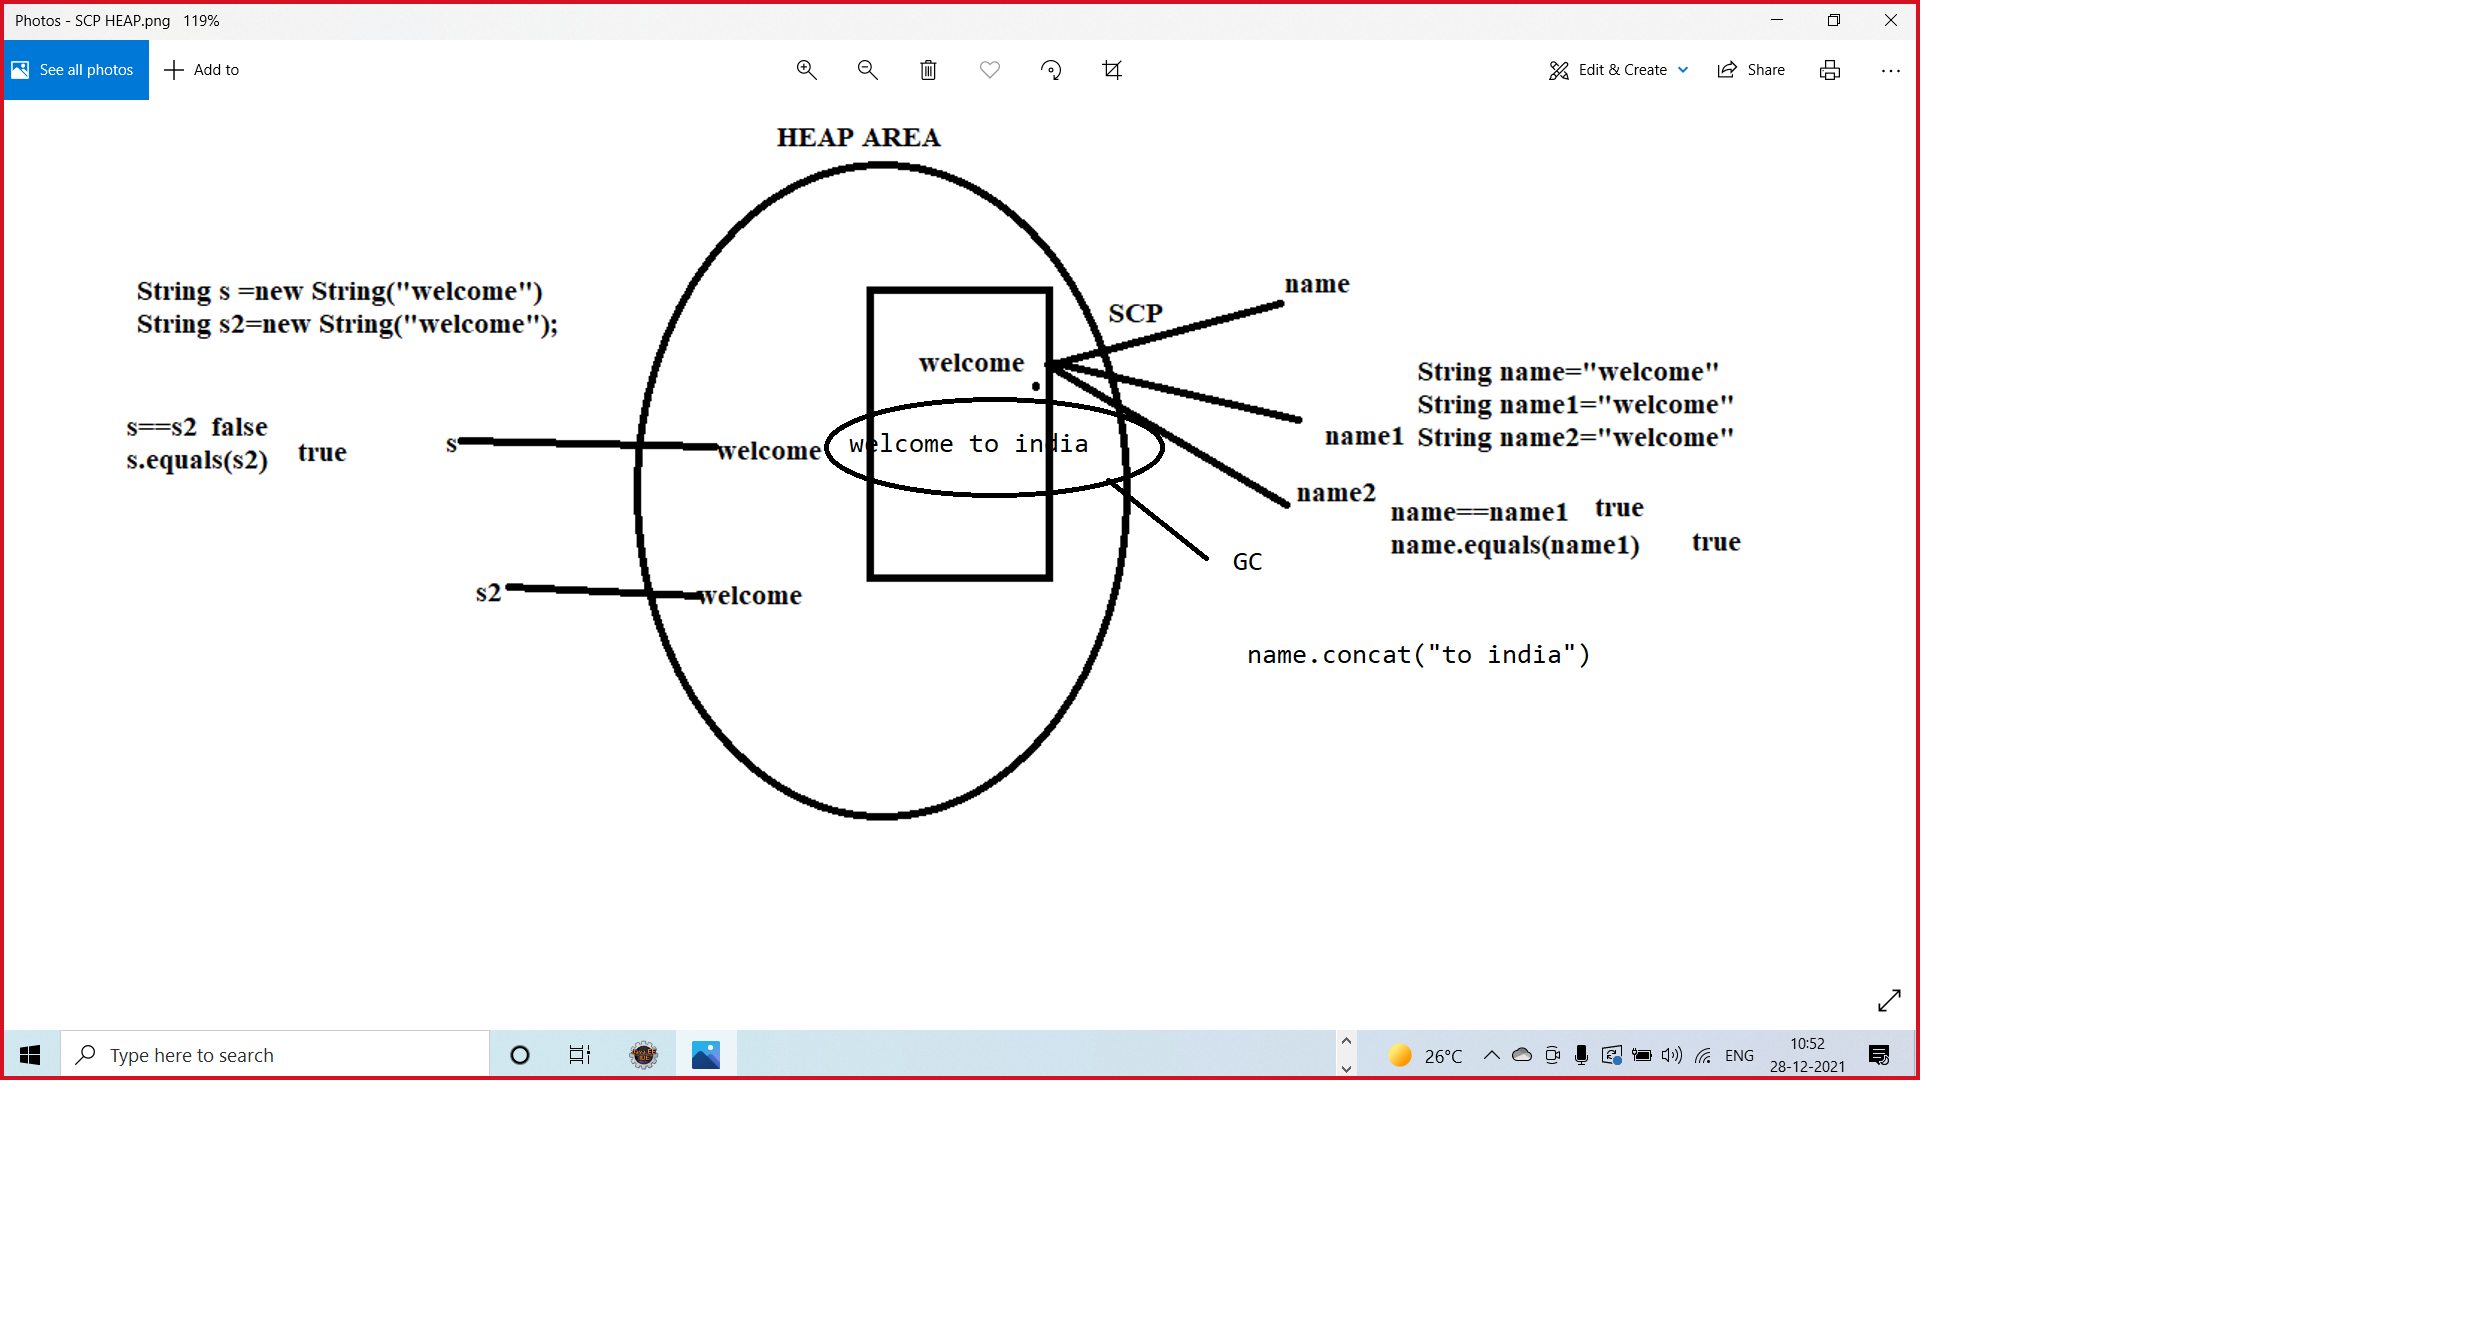 Photos - SCP HEAP.png 119%
See all photos
Add to
Edit & Create
Share
HEAP AREA
String s =new String("welcome")
String s2=new String("welcome");
name
SCP
welcome
String name="welcome"
String name1="welcome"
name1 String name2="welcome"
s==s2 false
s.equals(s2) true
s
welcome
welcome to india
name2
name==name1 true
name.equals(name1) true
GC
s2
welcome
name.concat("to india")
Type here to search
26°C
ENG
10:52
28-12-2021